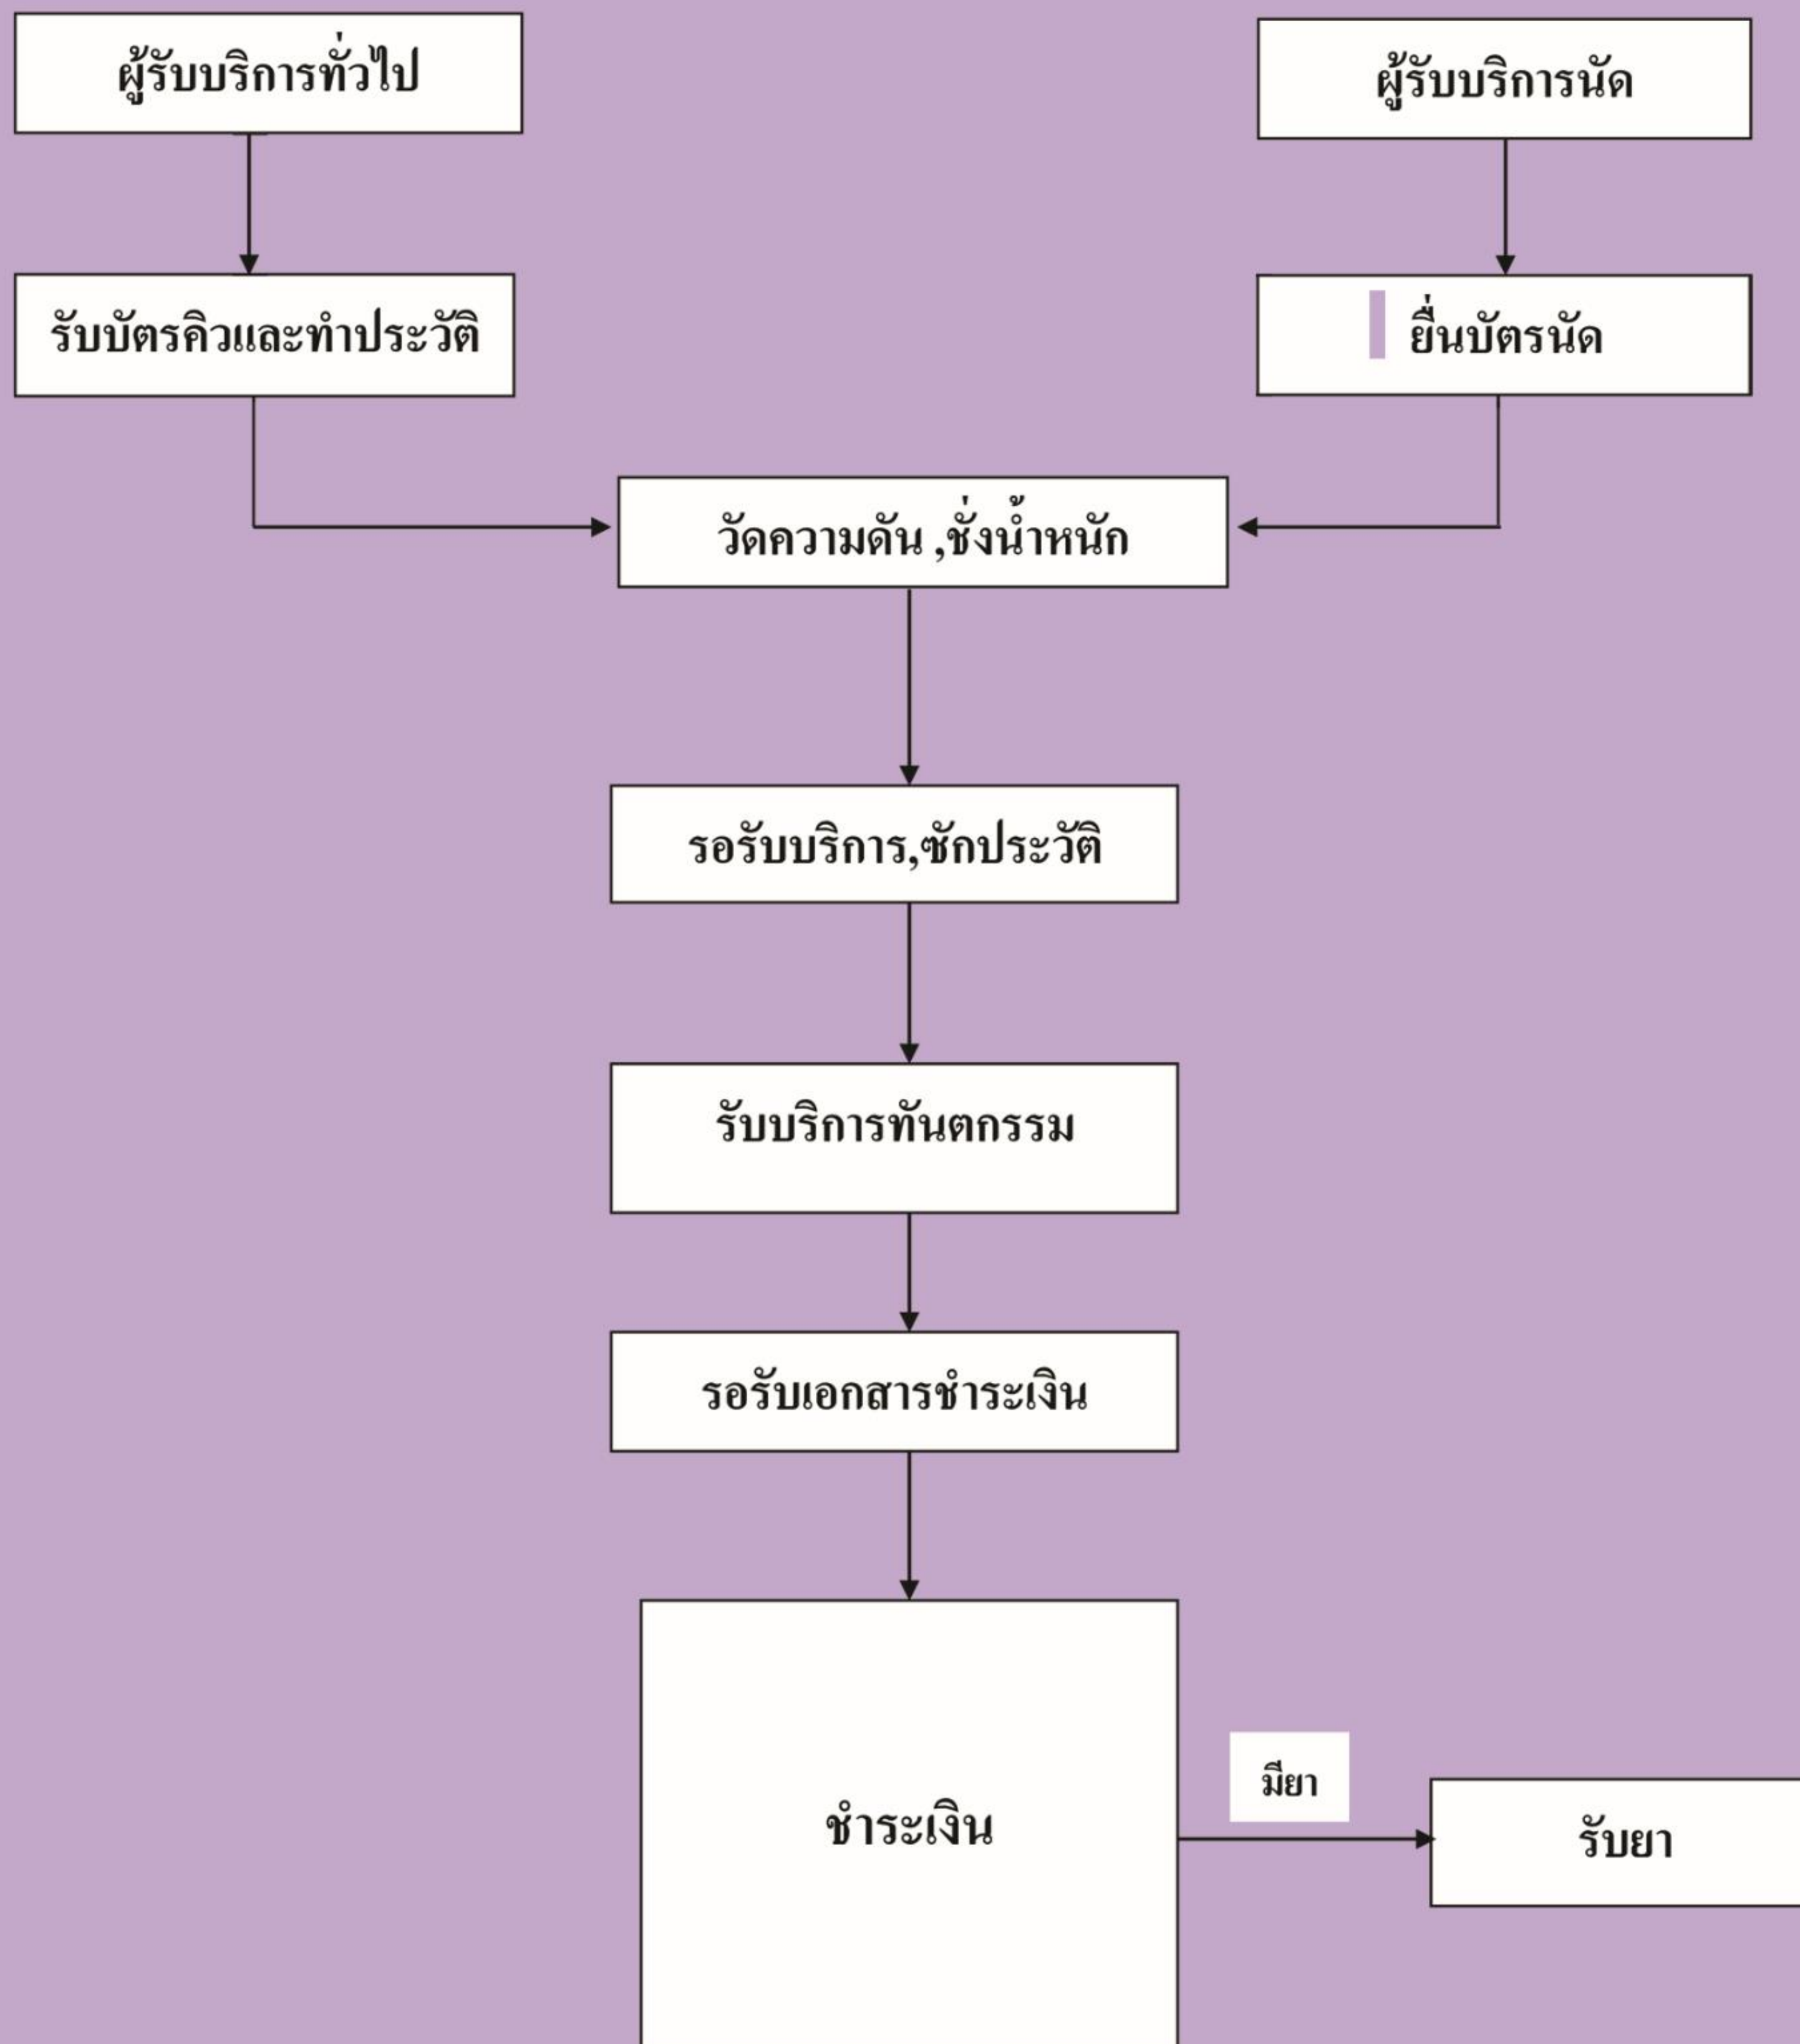 ผู้รับบริการทั่วไป
ผู้รับบริการนัด
รับบัตรคิวและทำประวัติ
ยื่นบัตรนัด
วัดความดัน ,ชั่งน้ำหนัก
รอรับบริการ,ซักประวัติ
รับบริการทันตกรรม
รอรับเอกสารชำระเงิน
ชำระเงิน
มียา
รับยา